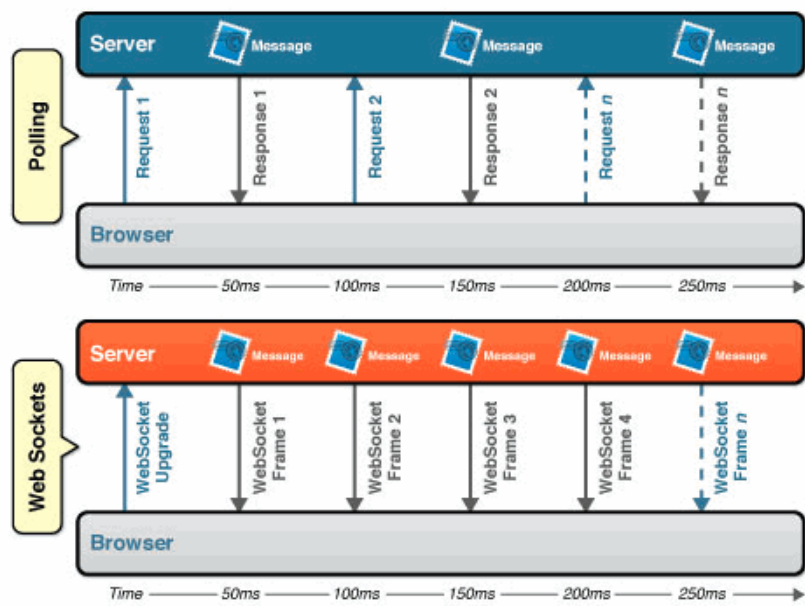 Server Message Message Message
Polling
Request 1
Response 1
Request 2
Response 2
Request n
Response n
Browser
Time 50ms 100ms 150ms 200ms 250ms
Server Message Message Message Message Message
Web Sockets
WebSocket
Upgrade
WebSocket
Frame 1
WebSocket
Frame 2
WebSocket
Frame 3
WebSocket
Frame 4
WebSocket
Frame n
Browser
Time 50ms 100ms 150ms 200ms 250ms